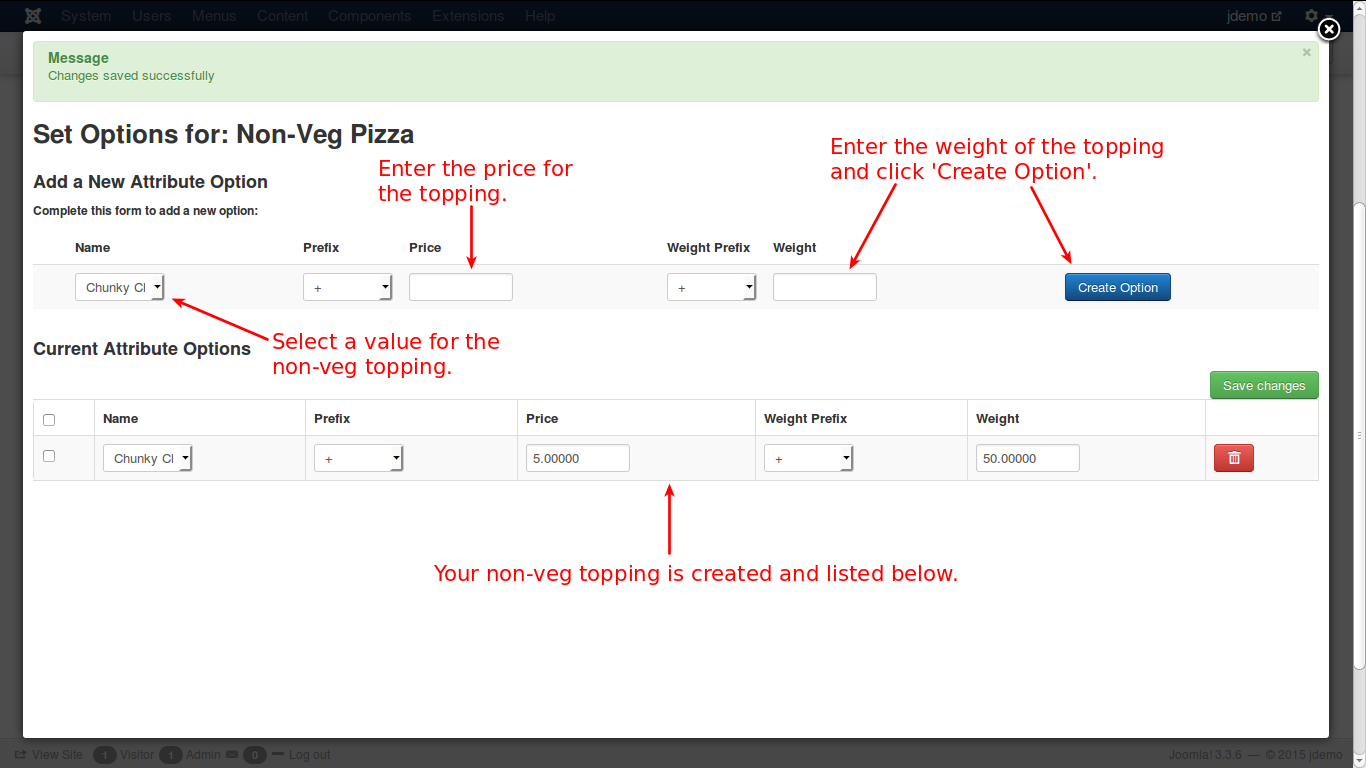 System Users Menus Content Components Extensions Help jdemo
Message
Changes saved successfully
×
Set Options for: Non-Veg Pizza
Enter the price for
the topping.
Enter the weight of the topping
and click 'Create Option'.
Add a New Attribute Option
Complete this form to add a new option:
Name Prefix Price Weight Prefix Weight
Chunky Cl + + Create Option
Select a value for the
non-veg topping.
Current Attribute Options
Save changes
Name Prefix Price Weight Prefix Weight
Chunky Cl + 5.00000 + 50.00000
Your non-veg topping is created and listed below.
View Site 1 Visitor 1 Admin 0 Log out Joomla! 3.3.6 — © 2015 jdemo